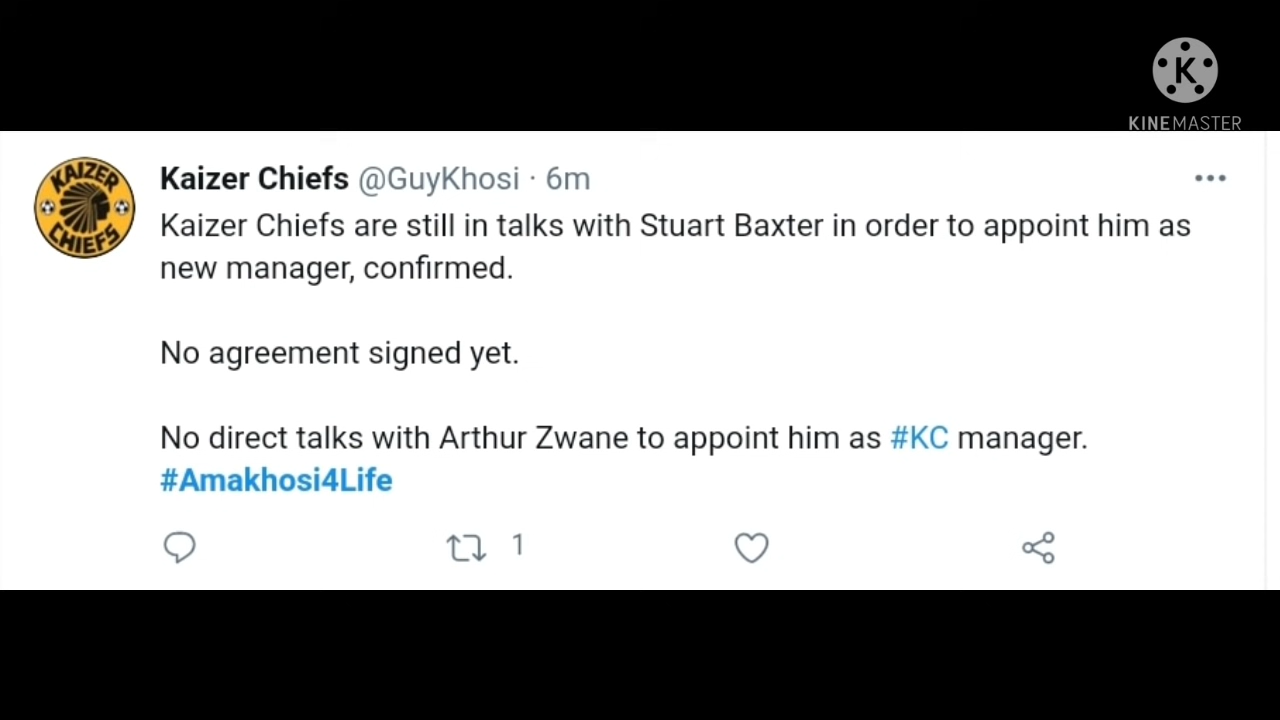 K
KINEMASTER
KAIZER
CHIEFS
Kaizer Chiefs @GuyKhosi · 6m
Kaizer Chiefs are still in talks with Stuart Baxter in order to appoint him as
new manager, confirmed.
No agreement signed yet.
No direct talks with Arthur Zwane to appoint him as #KC manager.
#Amakhosi4Life
1